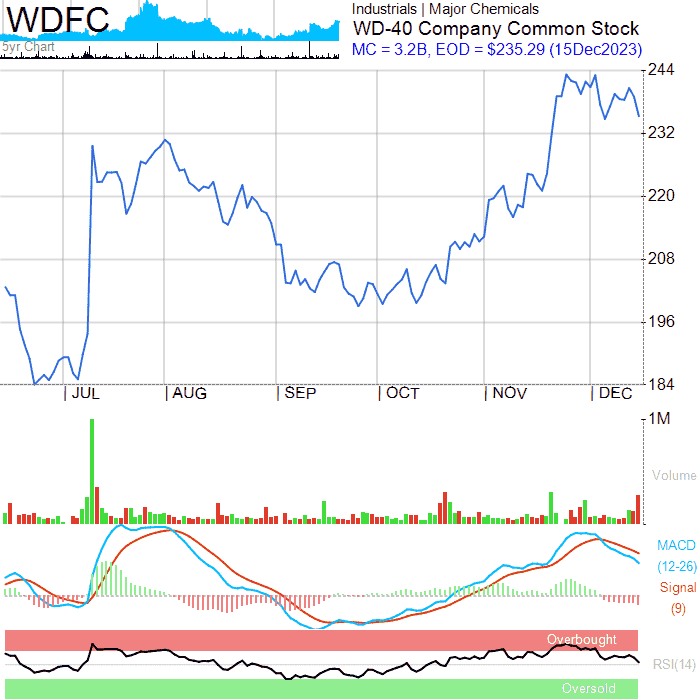 WDFC
5yr Chart
Industrials | Major Chemicals
WD-40 Company Common Stock
MC = 3.2B, EOD = $235.29 (15Dec2023)
244
232
220
208
196
184
JUL AUG SEP OCT NOV DEC
1M
Volume
MACD
(12-26)
Signal
(9)
Overbought
RSI(14)
Oversold